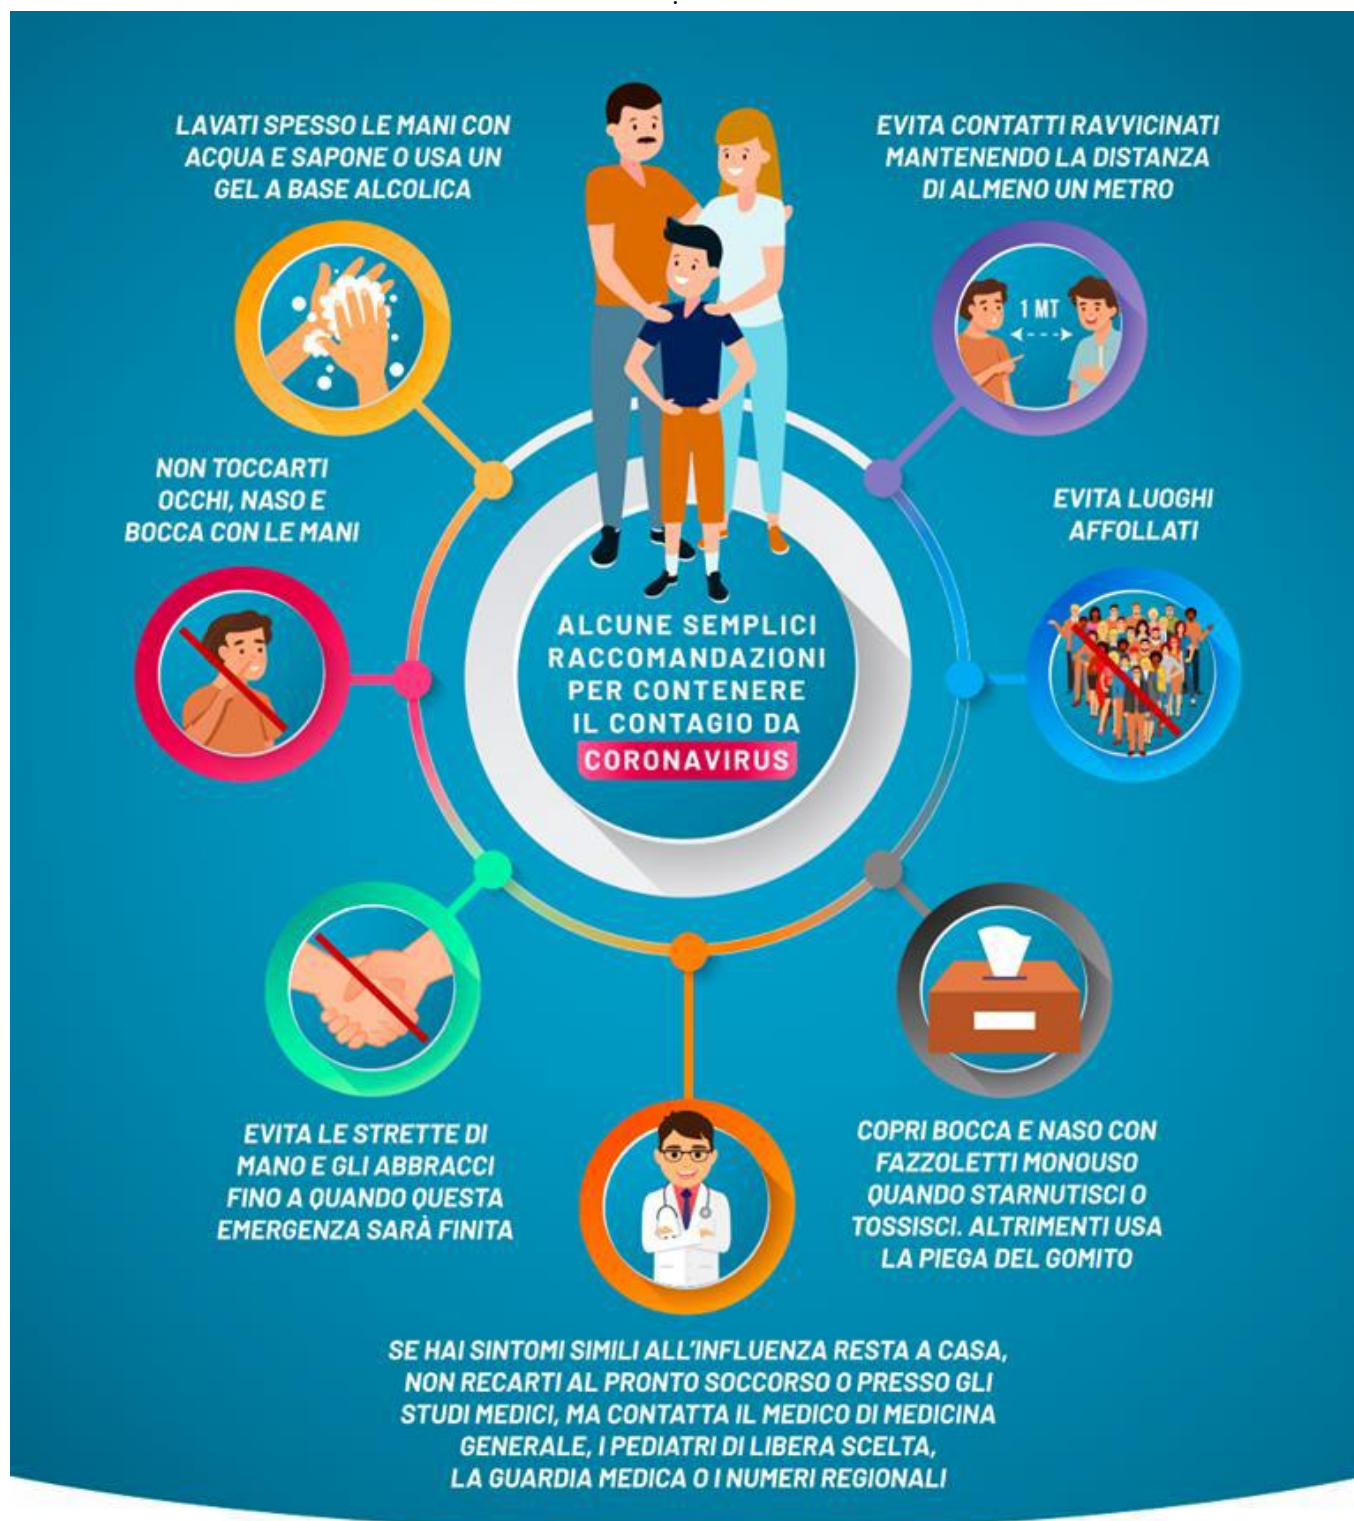 LAVATI SPESSO LE MANI CON
ACQUA E SAPONE O USA UN
GEL A BASE ALCOLICA
EVITA CONTATTI RAVVICINATI
MANTENENDO LA DISTANZA
DI ALMENO UN METRO
1 MT
NON TOCCARTI
OCCHI, NASO E
BOCCA CON LE MANI
EVITA LUOGHI
AFFOLLATI
ALCUNE SEMPLICI
RACCOMANDAZIONI
PER CONTENERE
IL CONTAGIO DA
CORONAVIRUS
EVITA LE STRETTE DI
MANO E GLI ABBRACCI
FINO A QUANDO QUESTA
EMERGENZA SARÀ FINITA
COPRI BOCCA E NASO CON
FAZZOLETTI MONOUSO
QUANDO STARNUTISCI O
TOSSISCI. ALTRIMENTI USA
LA PIEGA DEL GOMITO
SE HAI SINTOMI SIMILI ALL'INFLUENZA RESTA A CASA,
NON RECARTI AL PRONTO SOCCORSO O PRESSO GLI
STUDI MEDICI, MA CONTATTA IL MEDICO DI MEDICINA
GENERALE, I PEDIATRI DI LIBERA SCELTA,
LA GUARDIA MEDICA O I NUMERI REGIONALI